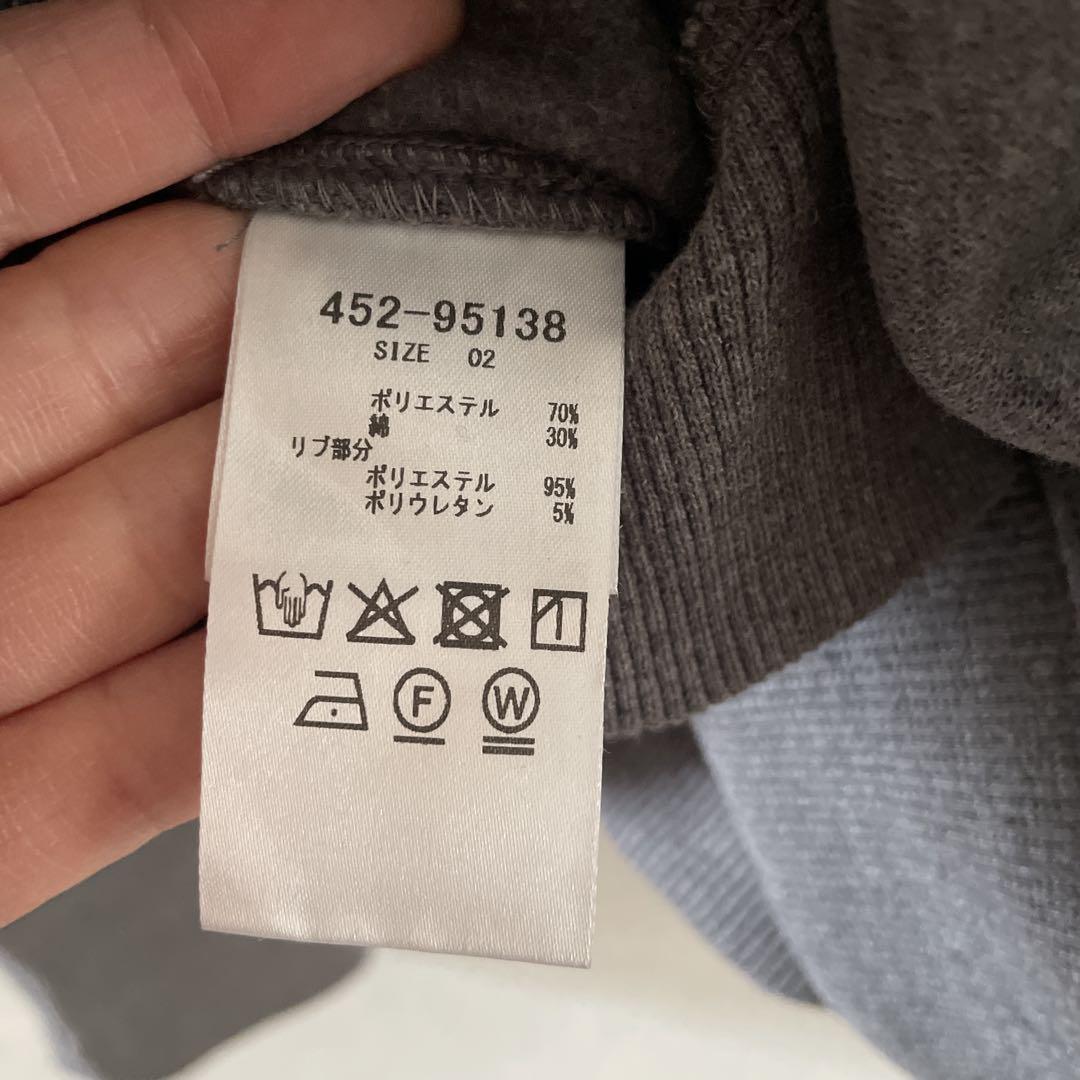 452-95138
SIZE 02
ポリエステル 70%
綿 30%
リブ部分
ポリエステル 95%
ポリウレタン 5%
F W